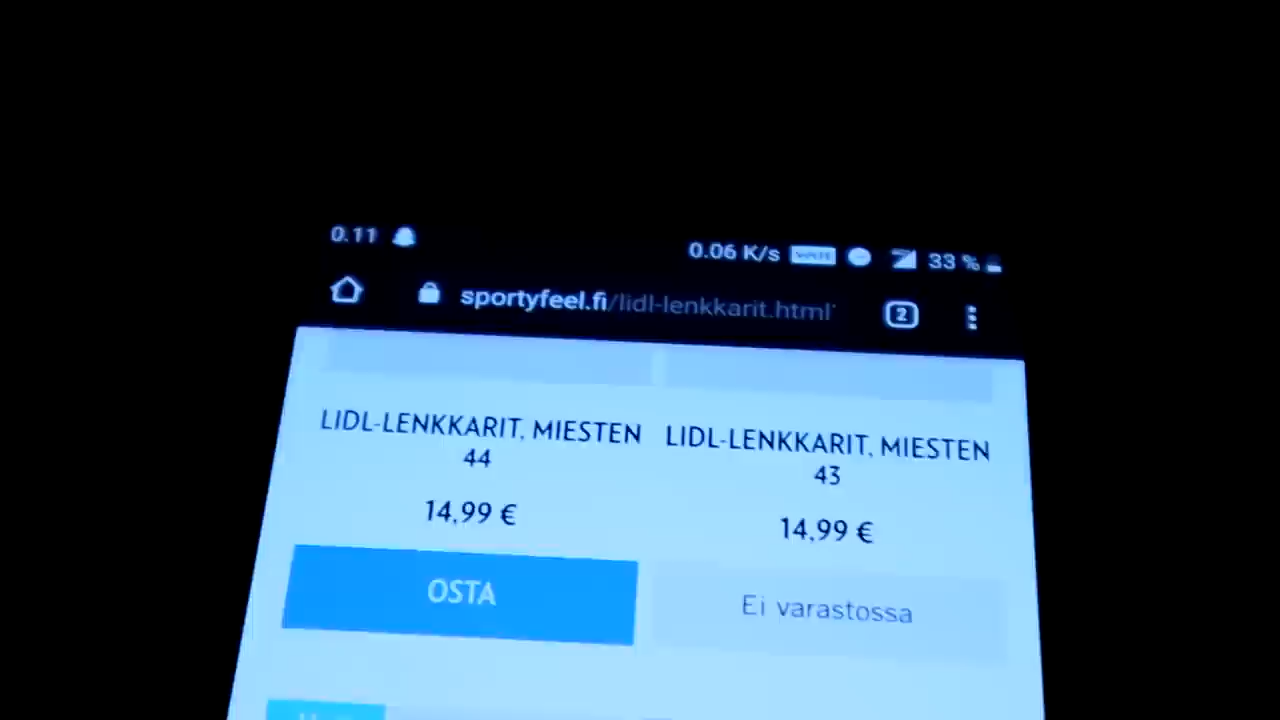 0.11
0.06 K/s
33 %
sportyfeel.fi/lidl-lenkkarit.html
2
LIDL-LENKKARIT, MIESTEN
44
14,99 €
OSTA
LIDL-LENKKARIT, MIESTEN
43
14,99 €
Ei varastossa